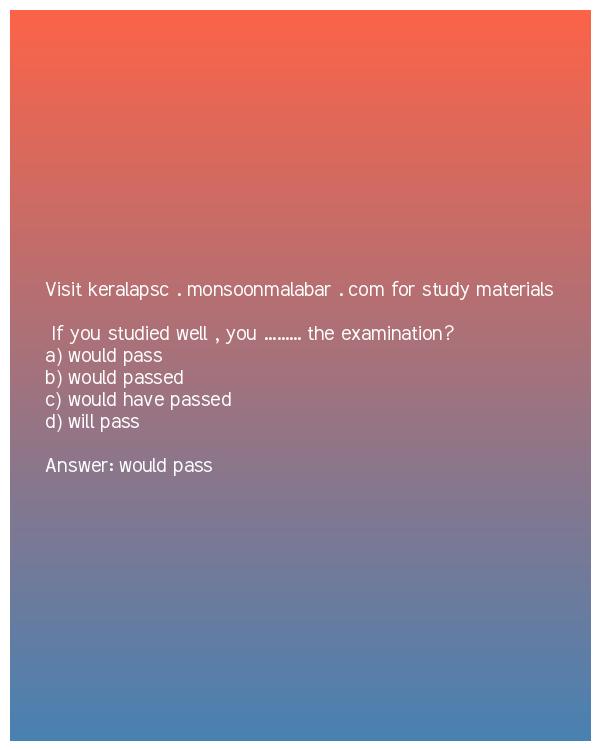 Visit keralapsc . monsoonmalabar . com for study materials
If you studied well , you ......... the examination?
a) would pass
b) would passed
c) would have passed
d) will pass
Answer: would pass